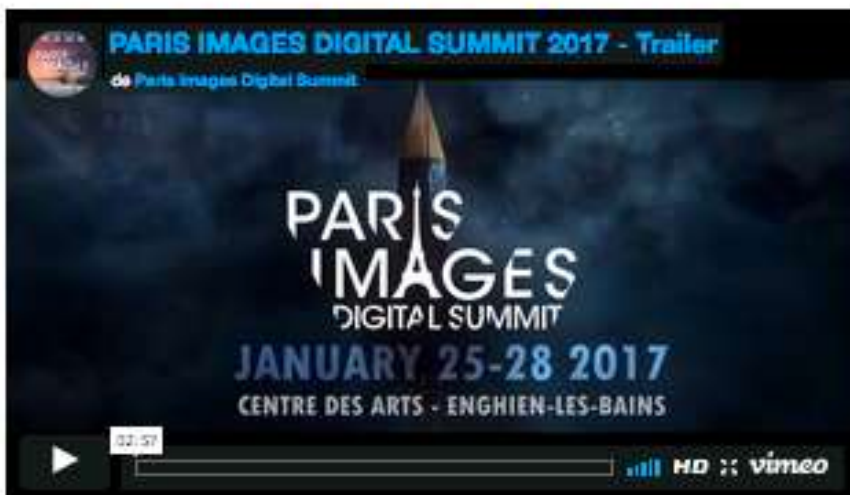 PARIS IMAGES DIGITAL SUMMIT 2017 - Trailer
de Paris Images Digital Summit
PARIS
IMAGES
DIGITAL SUMMIT
JANUARY 25-28 2017
CENTRE DES ARTS - ENGHIEN-LES-BAINS
02:57
HD vimeo